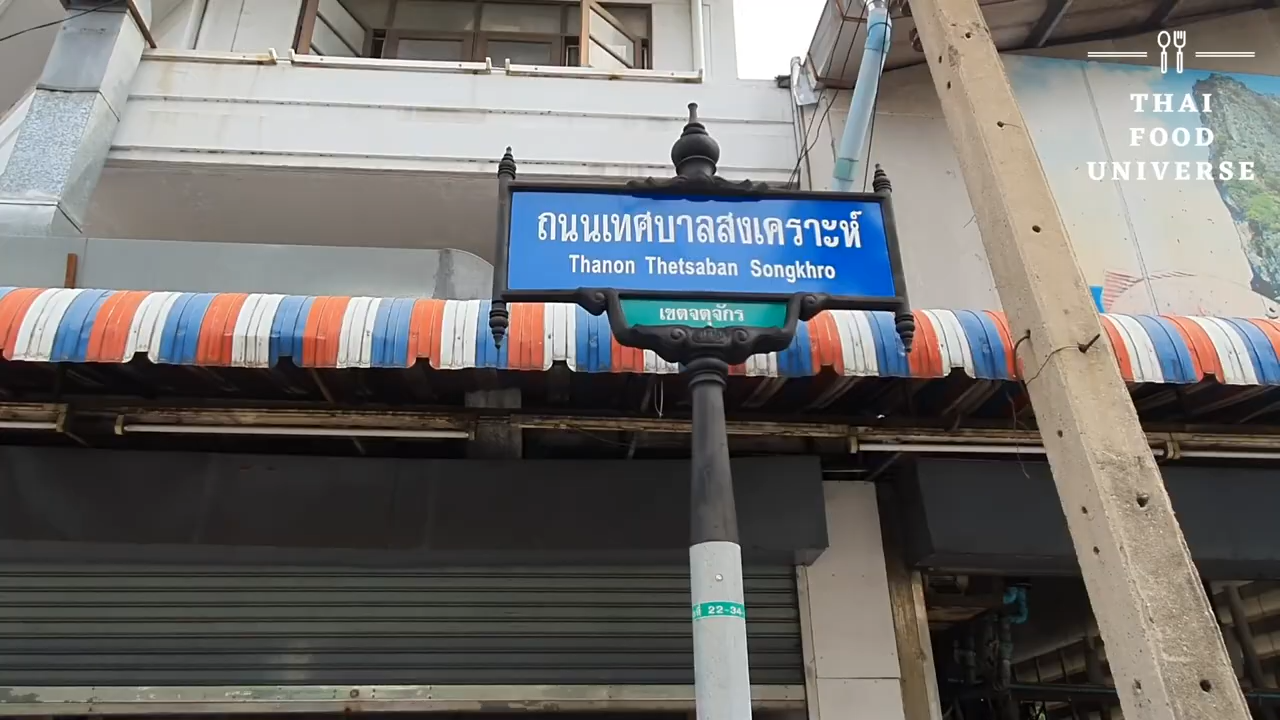 THAI
FOOD
UNIVERSE
ถนนเทศบาลสงเคราะห์
Thanon Thetsaban Songkhro
เขตจตุจักร
22-34